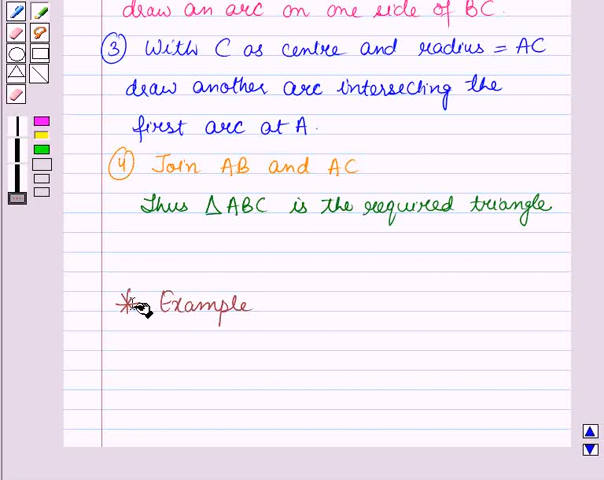 draw an arc on one side of BC.
③ With C as centre and radius = AC
draw another arc intersecting the
first arc at A.
④ Join AB and AC
Thus △ABC is the required triangle
* Example